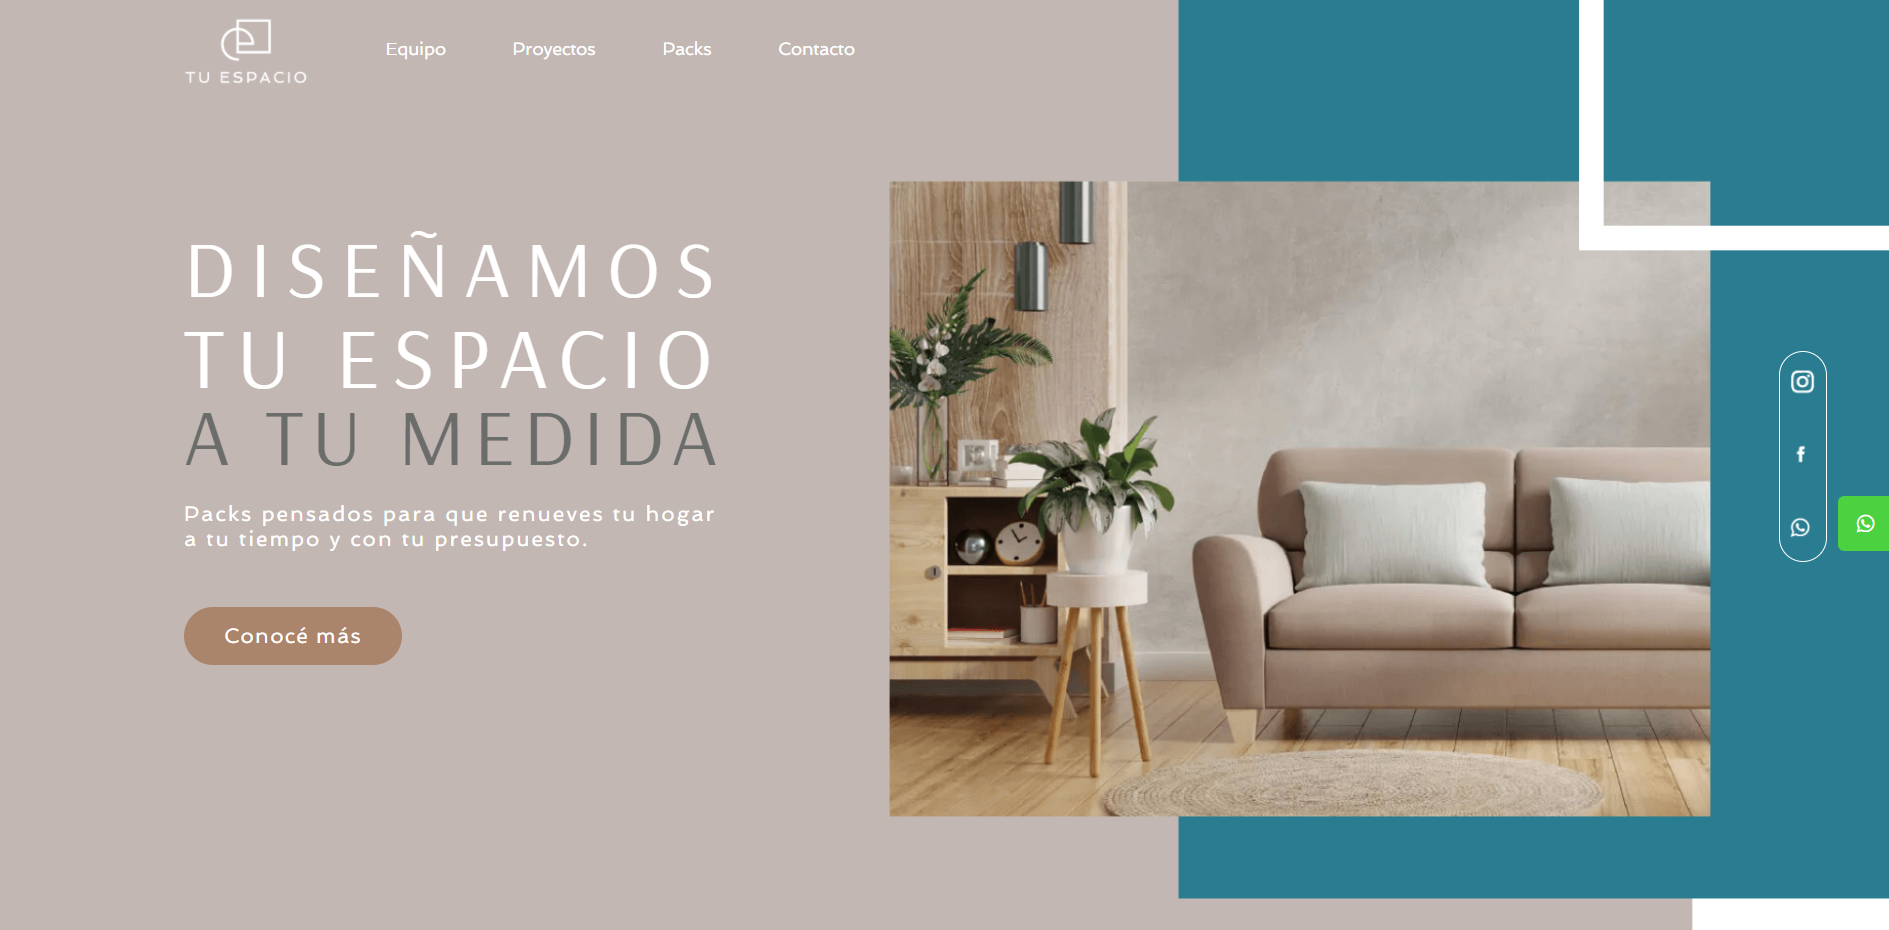 TU ESPACIO
Equipo
Proyectos
Packs
Contacto
DISEÑAMOS
TU ESPACIO
A TU MEDIDA
Packs pensados para que renueves tu hogar
a tu tiempo y con tu presupuesto.
Conocé más